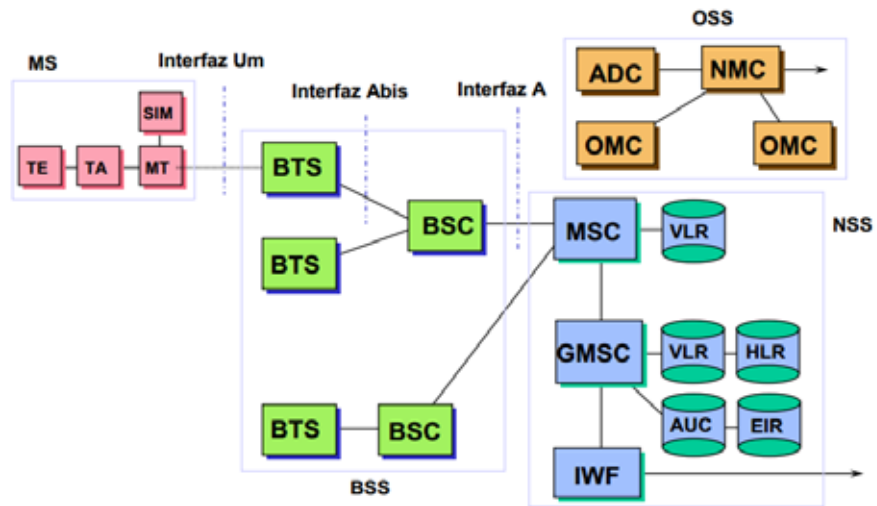 OSS
MS
Interfaz Um
Interfaz Abis
Interfaz A
ADC
NMC
SIM
OMC
OMC
TE
TA
MT
BTS
BSC
MSC
VLR
NSS
BTS
GMSC
VLR
HLR
BTS
BSC
AUC
EIR
IWF
BSS